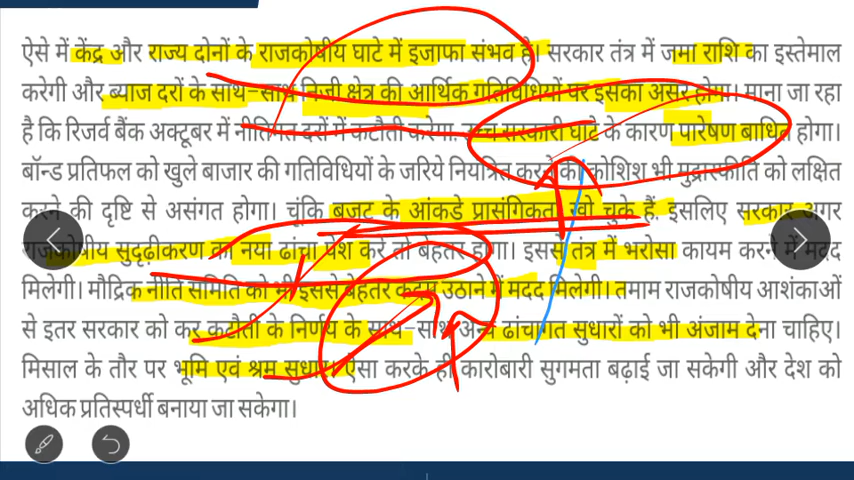 ऐसे में केंद्र और राज्य दोनों के राजकोषीय घाटे में इजाफा संभव है। सरकार तंत्र में जमा राशि का इस्तेमाल
करेगी और ब्याज दरों के साथ-साथ निजी क्षेत्र की आर्थिक गतिविधियों पर इसका असर होगा। माना जा रहा
है कि रिजर्व बैंक अक्टूबर में नीतिगत दरों में कटौती करेगा। उच्च सरकारी घाटे के कारण पारेषण बाधित होगा।
बॉन्ड प्रतिफल को खुले बाजार की गतिविधियों के जरिये नियंत्रित करने की कोशिश भी मुद्रास्फीति को लक्षित
करने की दृष्टि से असंगत होगा। चूंकि बजट के आंकडे प्रासंगिकता खो चुके हैं. इसलिए सरकार अगर
राजकोषीय सुदृढ़ीकरण का नया ढांचा पेश करे तो बेहतर होगा। इससे तंत्र में भरोसा कायम करने में मदद
मिलेगी। मौद्रिक नीति समिति को भी इससे बेहतर कदम उठाने में मदद मिलेगी। तमाम राजकोषीय आशंकाओं
से इतर सरकार को कर कटौती के निर्णय के साथ-साथ अन्य ढांचागत सुधारों को भी अंजाम देना चाहिए।
मिसाल के तौर पर भूमि एवं श्रम सुधार। ऐसा करके ही कारोबारी सुगमता बढ़ाई जा सकेगी और देश को
अधिक प्रतिस्पर्धी बनाया जा सकेगा।